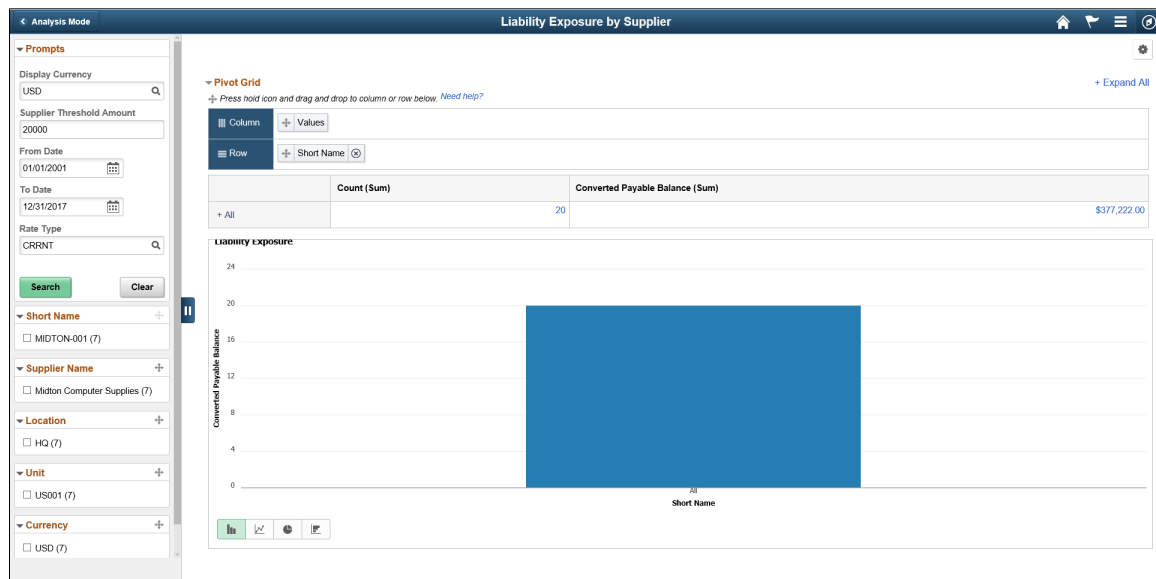 Analysis Mode
Liability Exposure by Supplier
Prompts
Display Currency
USD
Supplier Threshold Amount
20000
From Date
01/01/2001
To Date
12/31/2017
Rate Type
CRRNT
Search Clear
Short Name
MIDTON-001 (7)
Supplier Name
Midton Computer Supplies (7)
Location
HQ (7)
Unit
US001 (7)
Currency
USD (7)
Pivot Grid
+ Expand All
Press hold icon and drag and drop to column or row below. Need help?
Column Values
Row Short Name
Count (Sum) Converted Payable Balance (Sum)
+ All 20 $377,222.00
Liability Exposure
24
20
16
12
8
4
0
Converted Payable Balance
All
Short Name